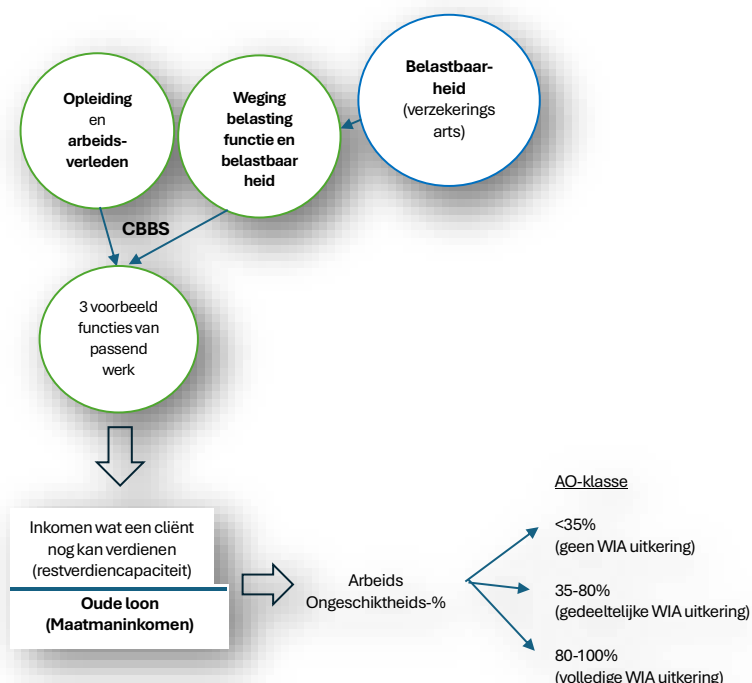 Opleiding
en
arbeids-
verleden
Weging
belasting
functie en
belastbaar
heid
Belastbaar-
heid
(verzekerings
arts)
CBBS
3 voorbeeld
functies van
passend
werk
Inkomen wat een cliënt
nog kan verdienen
(restverdiencapaciteit)
Oude loon
(Maatmaninkomen)
Arbeids
Ongeschiktheids-%
AO-klasse
<35%
(geen WIA uitkering)
35-80%
(gedeeltelijke WIA uitkering)
80-100%
(volledige WIA uitkering)